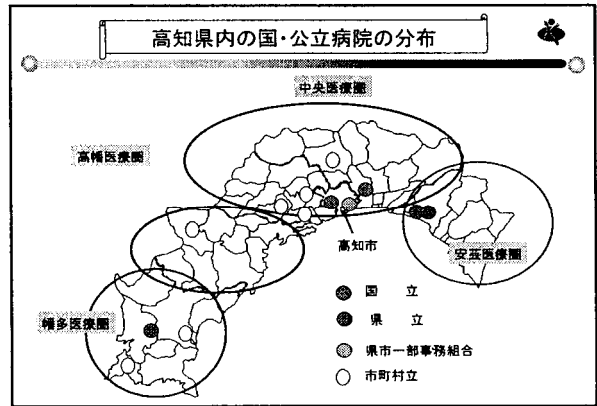 高知県内の国・公立病院の分布
中央医療圏
高幡医療圏
高知市
安芸医療圏
幡多医療圏
国 立
県 立
県市一部事務組合
市町村立